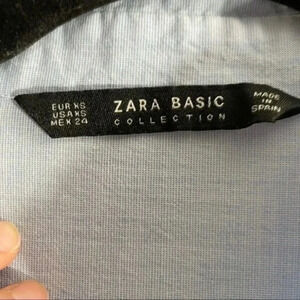 EUR XS
USA XS
MEX 24
ZARA BASIC
COLLECTION
MADE
IN
SPAIN